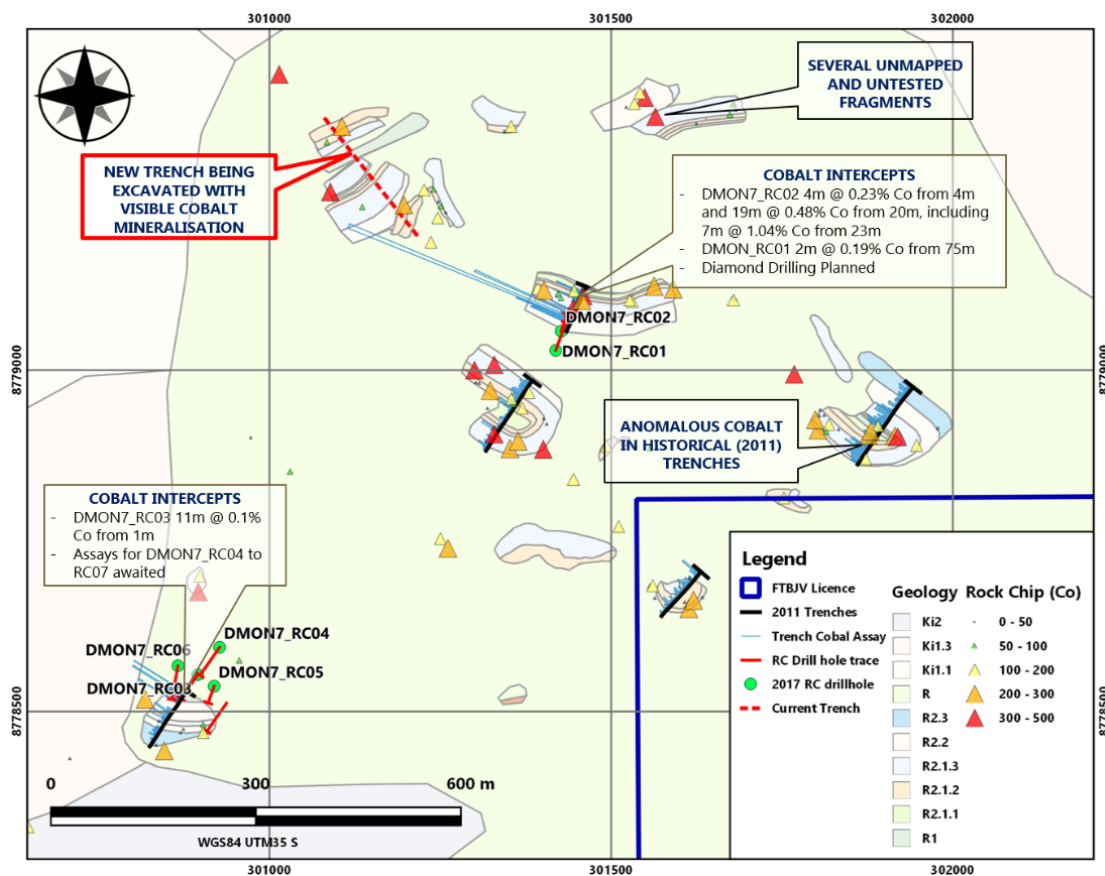 301000
301500
302000
SEVERAL UNMAPPED
AND UNTESTED
FRAGMENTS
NEW TRENCH BEING
EXCAVATED WITH
VISIBLE COBALT
MINERALISATION
COBALT INTERCEPTS
- DMON7_RC02 4m @ 0.23% Co from 4m
and 19m @ 0.48% Co from 20m, including
7m @ 1.04% Co from 23m
- DMON_RC01 2m @ 0.19% Co from 75m
- Diamond Drilling Planned
DMON7_RC02
DMON7_RC01
8779000
8779000
ANOMALOUS COBALT
IN HISTORICAL (2011)
TRENCHES
COBALT INTERCEPTS
- DMON7_RC03 11m @ 0.1%
Co from 1m
- Assays for DMON7_RC04 to
RC07 awaited
DMON7_RC04
DMON7_RC06
DMON7_RC05
DMON7_RC03
8778500
8778500
Legend
FTBJV Licence
2011 Trenches
Trench Cobal Assay
RC Drill hole trace
2017 RC drillhole
Current Trench
Geology
Ki2
Ki1.3
Ki1.1
R
R2.3
R2.2
R2.1.3
R2.1.2
R2.1.1
R1
Rock Chip (Co)
0 - 50
50 - 100
100 - 200
200 - 300
300 - 500
0
300
600 m
WGS84 UTM35 S
301000
301500
302000